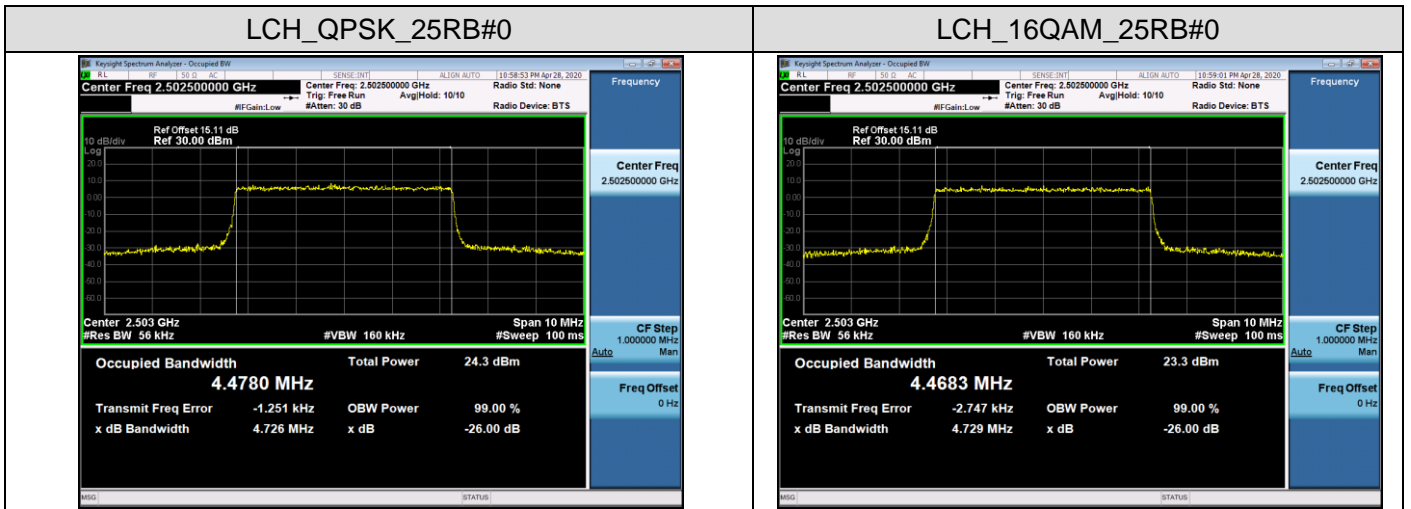 LCH_QPSK_25RB#0
LCH_16QAM_25RB#0
Keysight Spectrum Analyzer - Occupied BW
RL RF 50 Ω AC SENSE:INT ALIGN AUTO 10:58:53 PM Apr 28, 2020
Center Freq 2.502500000 GHz
Center Freq: 2.502500000 GHz
Radio Std: None
Trig: Free Run Avg|Hold: 10/10
#IFGain:Low #Atten: 30 dB Radio Device: BTS
Ref Offset 15.11 dB
10 dB/div Ref 30.00 dBm
Log
20.0
10.0
0.00
-10.0
-20.0
-30.0
-40.0
-50.0
-60.0
Center 2.503 GHz Span 10 MHz
#Res BW 56 kHz #VBW 160 kHz #Sweep 100 ms
Occupied Bandwidth Total Power 24.3 dBm
4.4780 MHz
Transmit Freq Error -1.251 kHz OBW Power 99.00 %
x dB Bandwidth 4.726 MHz x dB -26.00 dB
MSG STATUS
Frequency
Center Freq
2.502500000 GHz
CF Step
1.000000 MHz
Auto Man
Freq Offset
0 Hz
Keysight Spectrum Analyzer - Occupied BW
RL RF 50 Ω AC SENSE:INT ALIGN AUTO 10:59:01 PM Apr 28, 2020
Center Freq 2.502500000 GHz
Center Freq: 2.502500000 GHz
Radio Std: None
Trig: Free Run Avg|Hold: 10/10
#IFGain:Low #Atten: 30 dB Radio Device: BTS
Ref Offset 15.11 dB
10 dB/div Ref 30.00 dBm
Log
20.0
10.0
0.00
-10.0
-20.0
-30.0
-40.0
-50.0
-60.0
Center 2.503 GHz Span 10 MHz
#Res BW 56 kHz #VBW 160 kHz #Sweep 100 ms
Occupied Bandwidth Total Power 23.3 dBm
4.4683 MHz
Transmit Freq Error -2.747 kHz OBW Power 99.00 %
x dB Bandwidth 4.729 MHz x dB -26.00 dB
MSG STATUS
Frequency
Center Freq
2.502500000 GHz
CF Step
1.000000 MHz
Auto Man
Freq Offset
0 Hz